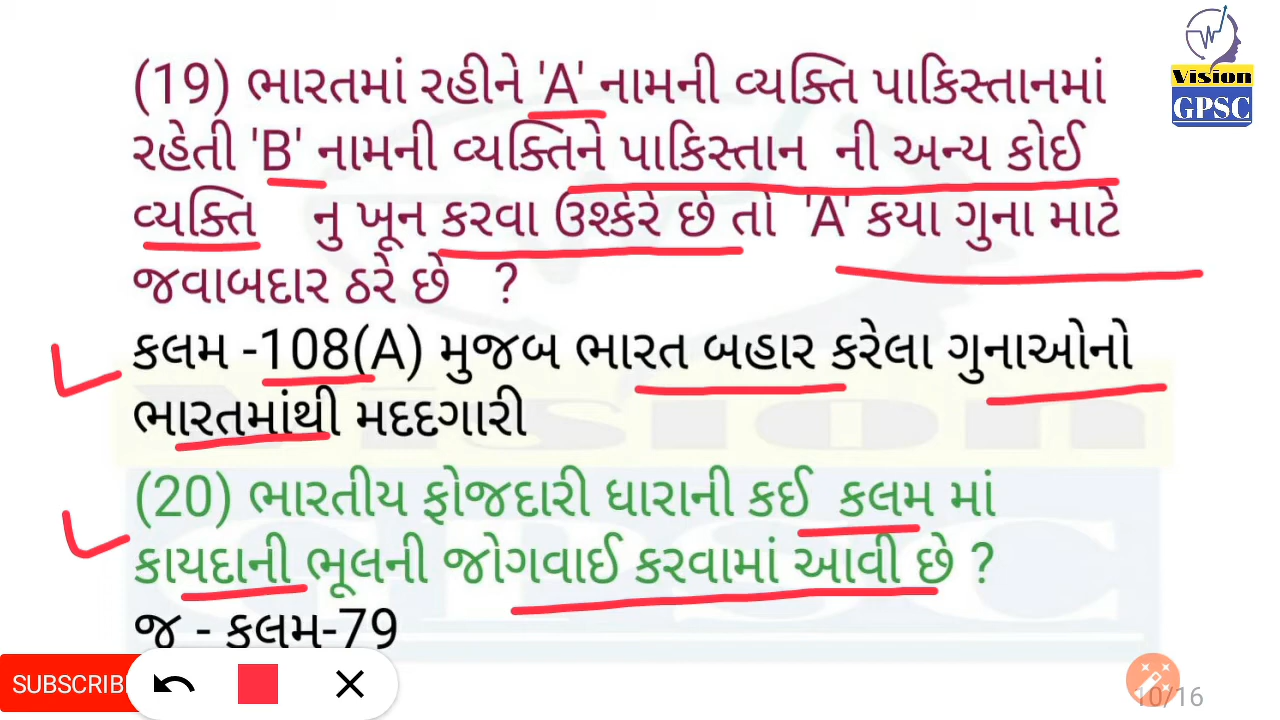 Vision
GPSC
(19) ભારતમાં રહીને 'A' નામની વ્યક્તિ પાકિસ્તાનમાં
રહેતી 'B' નામની વ્યક્તિને પાકિસ્તાન ની અન્ય કોઈ
વ્યક્તિ નુ ખૂન કરવા ઉશ્કેરે છે તો 'A' કયા ગુના માટે
જવાબદાર ઠરે છે ?
કલમ -108(A) મુજબ ભારત બહાર કરેલા ગુનાઓનો
ભારતમાંથી મદદગારી
(20) ભારતીય ફોજદારી ધારાની કઈ કલમ માં
કાયદાની ભૂલની જોગવાઈ કરવામાં આવી છે ?
જ - કલમ-79
SUBSCRIB
10/16